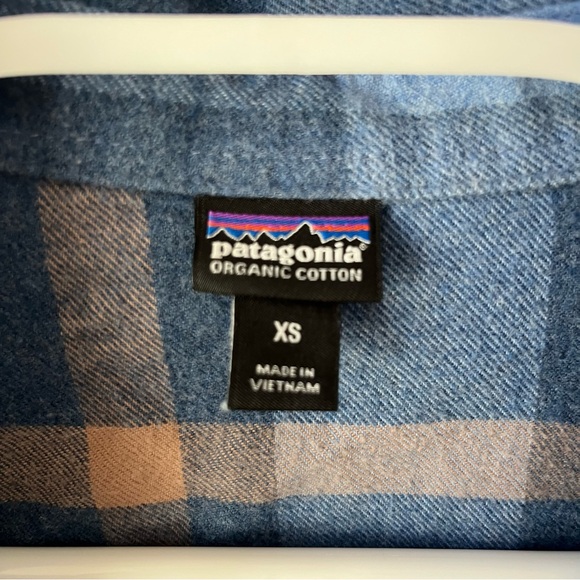 patagonia®
ORGANIC COTTON
XS
MADE IN
VIETNAM